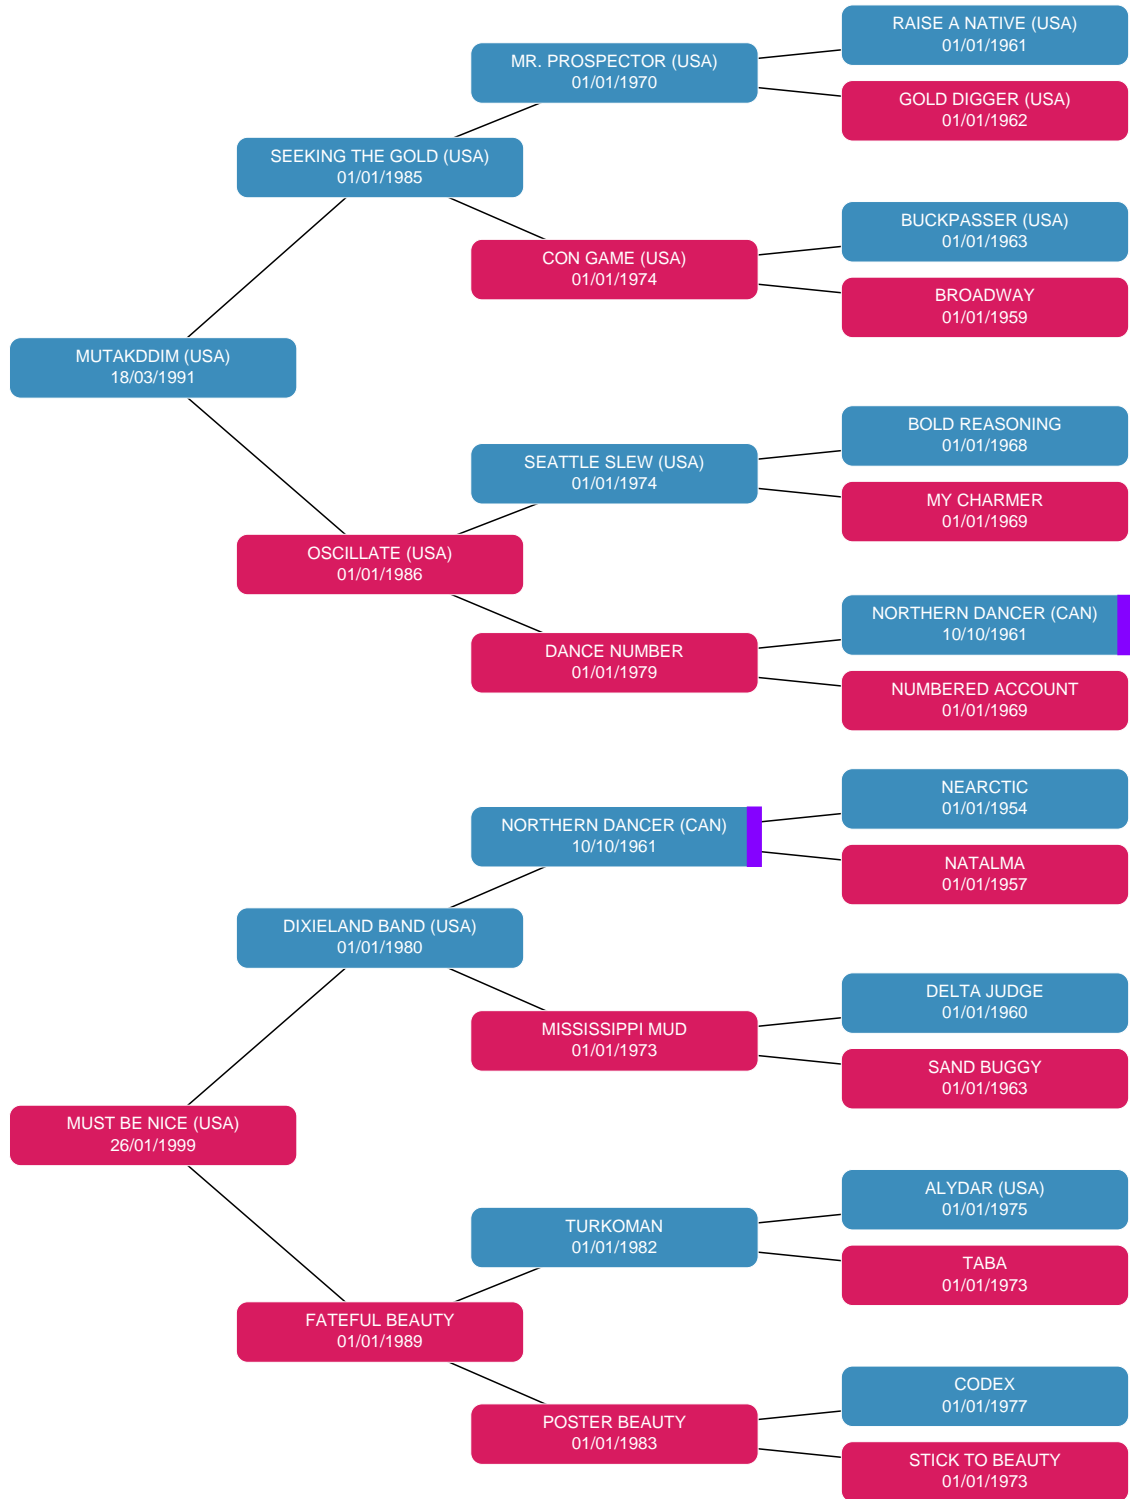 RAISE A NATIVE (USA)
01/01/1961
MR. PROSPECTOR (USA)
01/01/1970
GOLD DIGGER (USA)
01/01/1962
SEEKING THE GOLD (USA)
01/01/1985
BUCKPASSER (USA)
01/01/1963
CON GAME (USA)
01/01/1974
BROADWAY
01/01/1959
MUTAKDDIM (USA)
18/03/1991
BOLD REASONING
01/01/1968
SEATTLE SLEW (USA)
01/01/1974
MY CHARMER
01/01/1969
OSCILLATE (USA)
01/01/1986
NORTHERN DANCER (CAN)
10/10/1961
DANCE NUMBER
01/01/1979
NUMBERED ACCOUNT
01/01/1969
NEARCTIC
01/01/1954
NORTHERN DANCER (CAN)
10/10/1961
NATALMA
01/01/1957
DIXIELAND BAND (USA)
01/01/1980
DELTA JUDGE
01/01/1960
MISSISSIPPI MUD
01/01/1973
SAND BUGGY
01/01/1963
MUST BE NICE (USA)
26/01/1999
ALYDAR (USA)
01/01/1975
TURKOMAN
01/01/1982
TABA
01/01/1973
FATEFUL BEAUTY
01/01/1989
CODEX
01/01/1977
POSTER BEAUTY
01/01/1983
STICK TO BEAUTY
01/01/1973